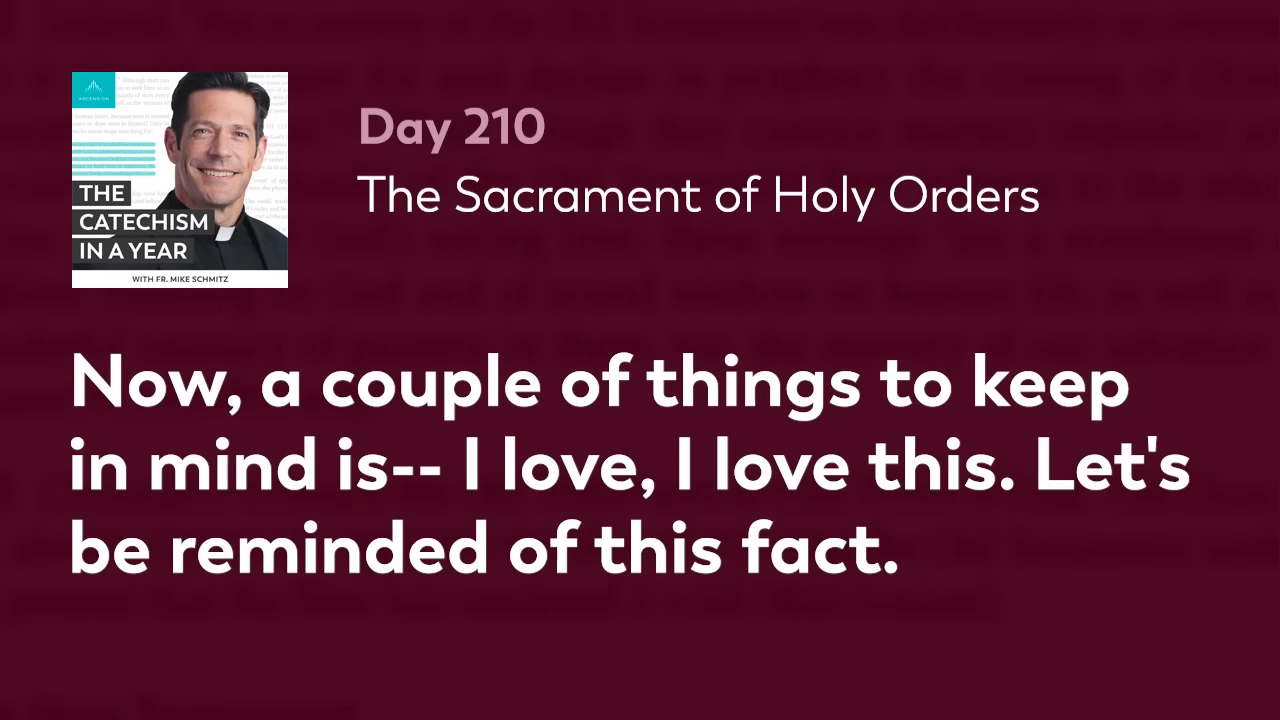 ASCENSION
THE
CATECHISM
IN A YEAR
WITH FR. MIKE SCHMITZ
Day 210
The Sacrament of Holy Orders
Now, a couple of things to keep
in mind is-- I love, I love this. Let's
be reminded of this fact.